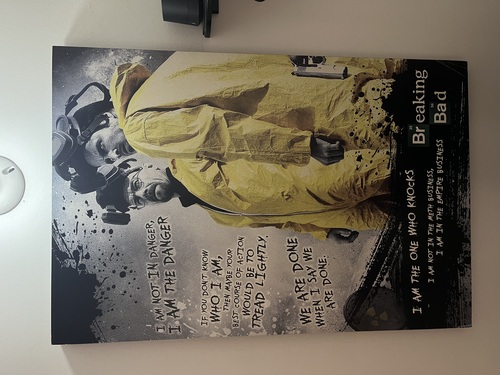 I AM NOT IN DANGER,
I AM THE DANGER
IF YOU DON'T KNOW
WHO I AM,
THEN MAYBE YOUR
BEST COURSE OF ACTION
WOULD BE TO
TREAD LIGHTLY.
WE ARE DONE
WHEN I SAY WE
ARE DONE.
I AM THE ONE WHO KNOCKS
I AM NOT IN THE METH BUSINESS,
I AM IN THE EMPIRE BUSINESS
Breaking
Bad